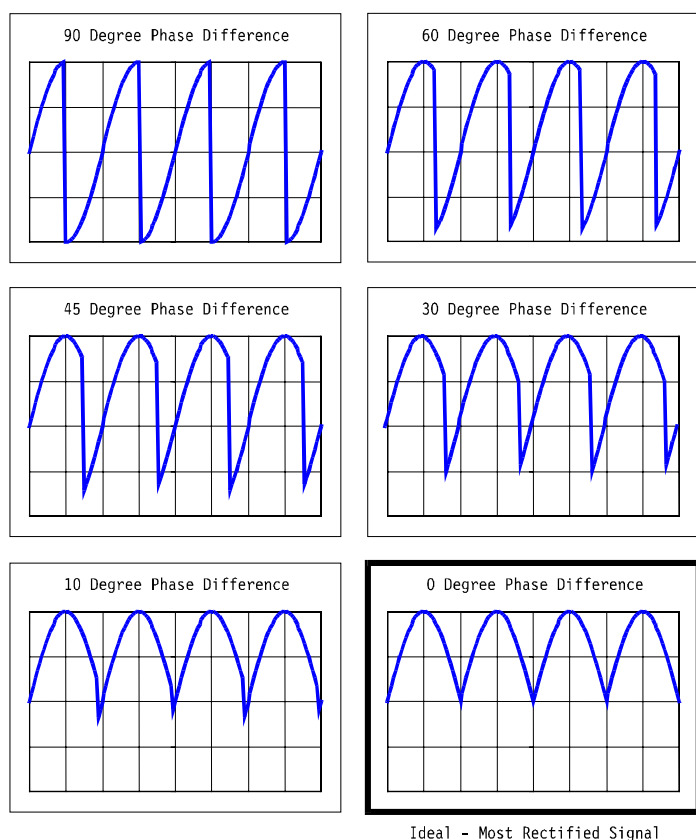 90 Degree Phase Difference
60 Degree Phase Difference
45 Degree Phase Difference
30 Degree Phase Difference
10 Degree Phase Difference
0 Degree Phase Difference
Ideal - Most Rectified Signal